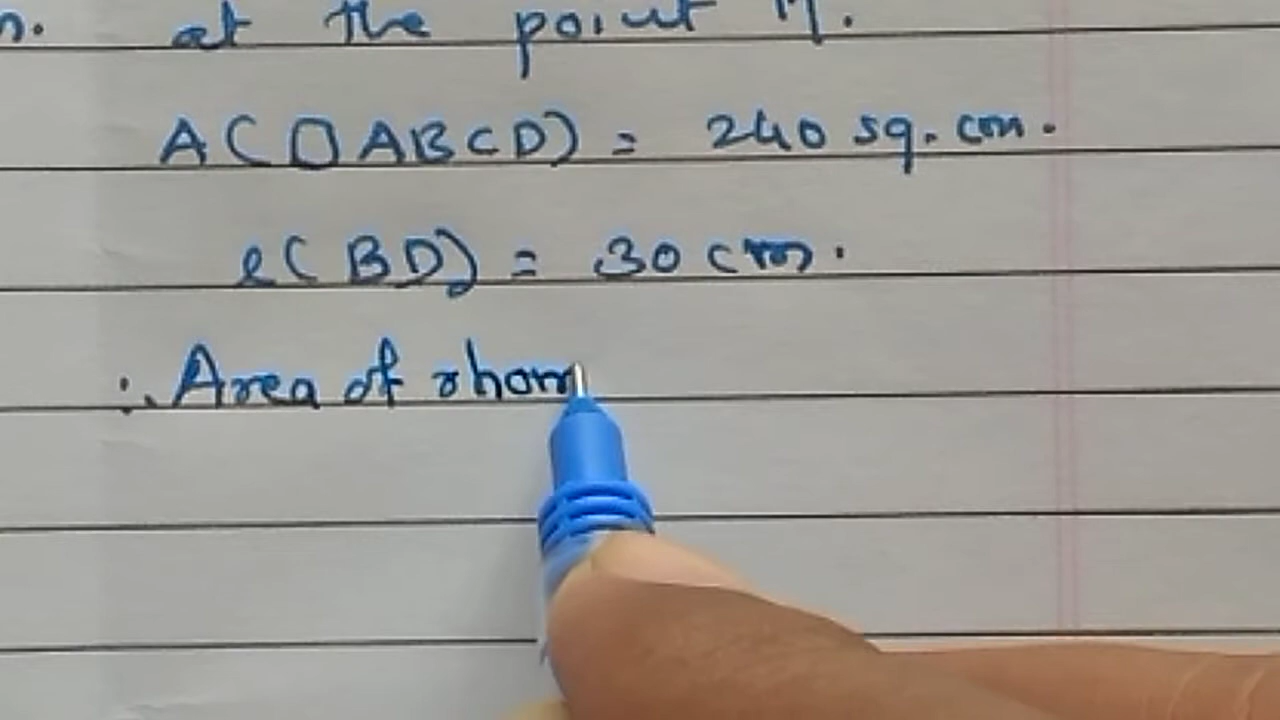 n. at the point M.
A(□ABCD) = 240 sq. cm.
l(BD) = 30 cm.
∴ Area of rhom